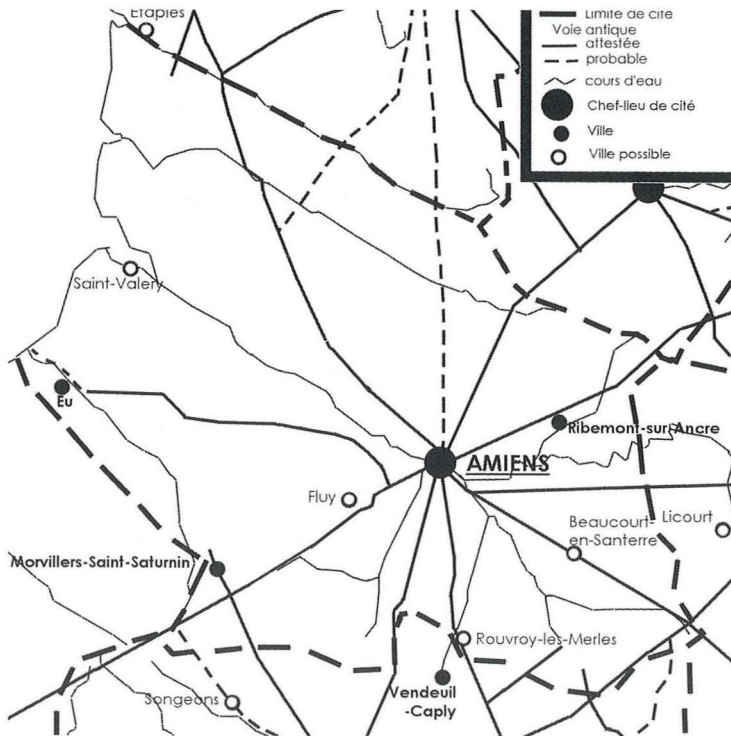 Etaples
Limite de cité
Voie antique
attestée
probable
cours d'eau
Chef-lieu de cité
Ville
Ville possible
Saint-Valery
Eu
Ribemont-sur-Ancre
AMIENS
Fluy
Beaucourt-
en-Santerre
Licourt
Morvillers-Saint-Saturnin
Rouvroy-les-Merles
Songeons
Vendeuil
-Caply